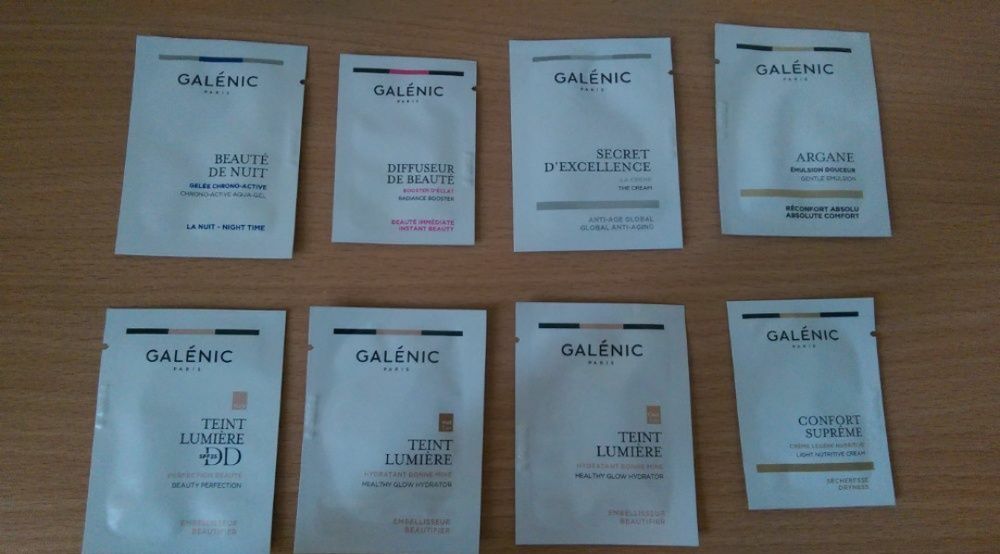 GALÉNIC
PARIS
BEAUTÉ
DE NUIT
GELÉE CHRONO-ACTIVE
CHRONO-ACTIVE AQUA-GEL
LA NUIT - NIGHT TIME
GALÉNIC
PARIS
DIFFUSEUR
DE BEAUTÉ
BOOSTER D'ÉCLAT
RADIANCE BOOSTER
BEAUTÉ IMMÉDIATE
INSTANT BEAUTY
GALÉNIC
PARIS
SECRET
D'EXCELLENCE
LA CRÈME
THE CREAM
ANTI-AGE GLOBAL
GLOBAL ANTI-AGING
GALÉNIC
PARIS
ARGANE
ÉMULSION DOUCEUR
GENTLE EMULSION
RÉCONFORT ABSOLU
ABSOLUTE COMFORT
GALÉNIC
PARIS
TEINT
LUMIÈRE
SPF25 DD
PERFECTION BEAUTÉ
BEAUTY PERFECTION
EMBELLISSEUR
BEAUTIFIER
GALÉNIC
PARIS
TEINT
LUMIÈRE
HYDRATANT BONNE MINE
HEALTHY GLOW HYDRATOR
EMBELLISSEUR
BEAUTIFIER
GALÉNIC
PARIS
TEINT
LUMIÈRE
HYDRATANT BONNE MINE
HEALTHY GLOW HYDRATOR
EMBELLISSEUR
BEAUTIFIER
GALÉNIC
PARIS
CONFORT
SUPRÊME
CRÈME LÉGÈRE NUTRITIVE
LIGHT NUTRITIVE CREAM
SÉCHERESSE
DRYNESS